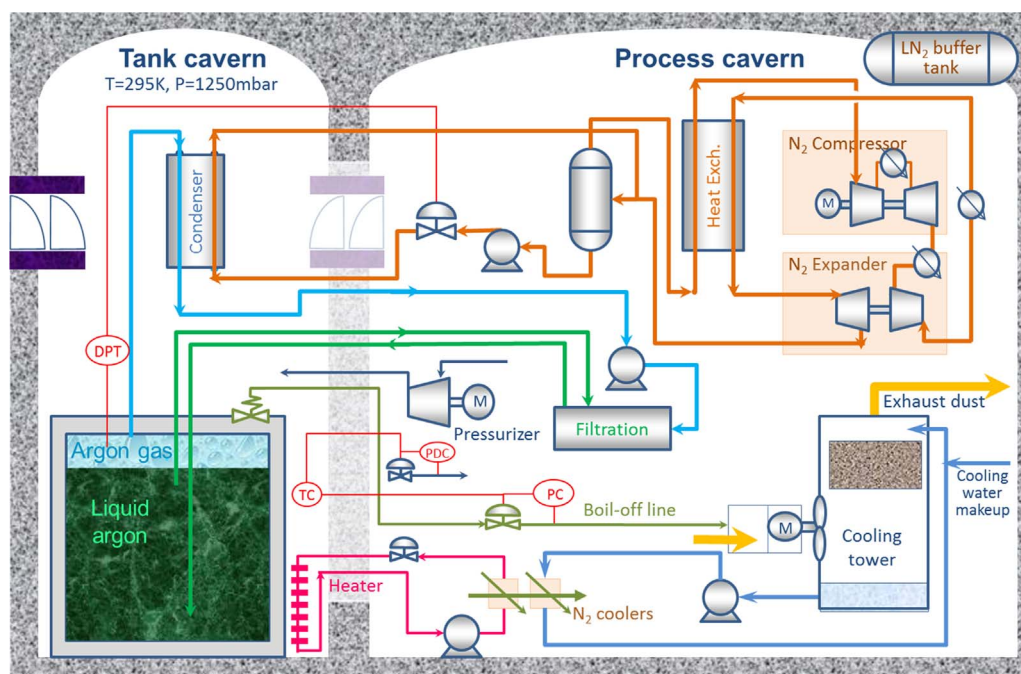 Tank cavern
T=295K, P=1250mbar
Process cavern
LN₂ buffer
tank
Condenser
Heat Exch.
N₂ Compressor
M
N₂ Expander
DPT
M
Pressurizer
Filtration
Exhaust dust
Argon gas
PDC
TC
PC
Cooling
water
makeup
Liquid
argon
Boil-off line
M
Cooling
tower
Heater
N₂ coolers